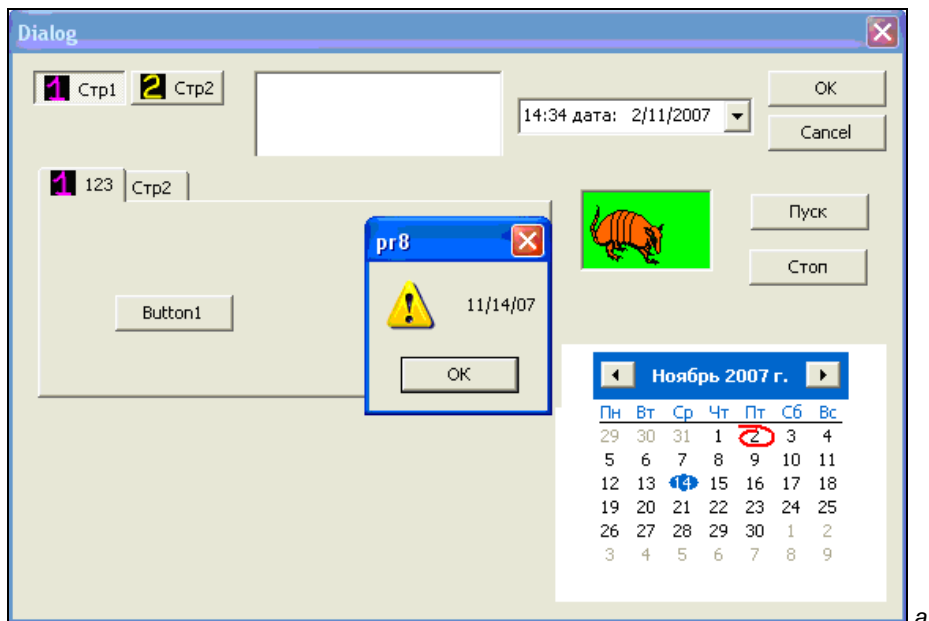 Dialog
1 Стр1 2 Стр2
14:34 дата: 2/11/2007
OK
Cancel
1 123 Стр2
Button1
pr8
11/14/07
OK
Пуск
Стоп
Ноябрь 2007 г.
Пн Вт Ср Чт Пт Сб Вс
29 30 31 1 2 3 4
5 6 7 8 9 10 11
12 13 14 15 16 17 18
19 20 21 22 23 24 25
26 27 28 29 30 1 2
3 4 5 6 7 8 9
а